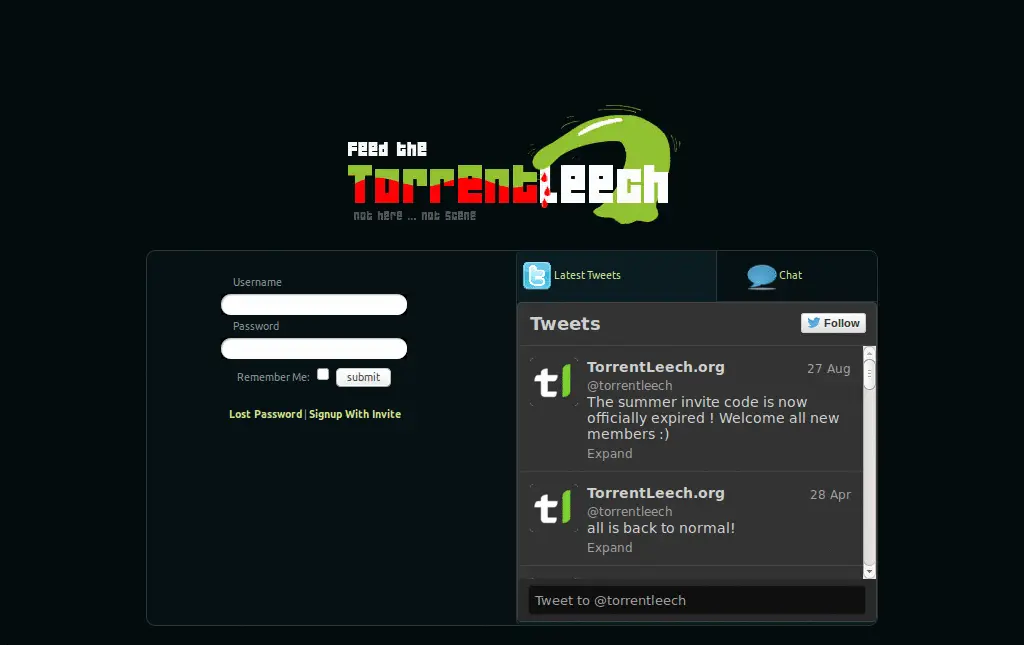 Feed the
Torrentleech
not here ... not scene
Username
Password
Remember Me: submit
Lost Password | Signup With Invite
Latest Tweets
Chat
Tweets
Follow
TorrentLeech.org 27 Aug
@torrentleech
The summer invite code is now
officially expired ! Welcome all new
members :)
Expand
TorrentLeech.org 28 Apr
@torrentleech
all is back to normal!
Expand
Tweet to @torrentleech